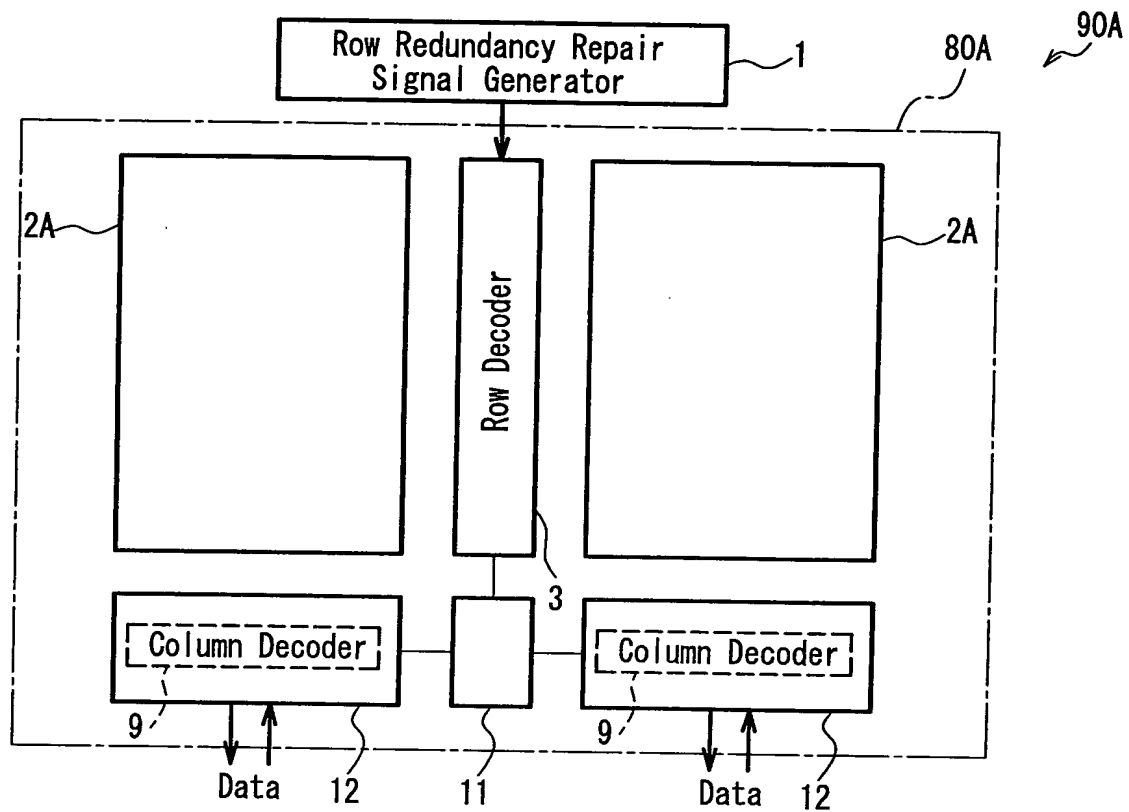 90A
80A
Row Redundancy Repair
Signal Generator
1
2A
2A
Row Decoder
3
Column Decoder
Column Decoder
9
12
11
9
12
Data
Data